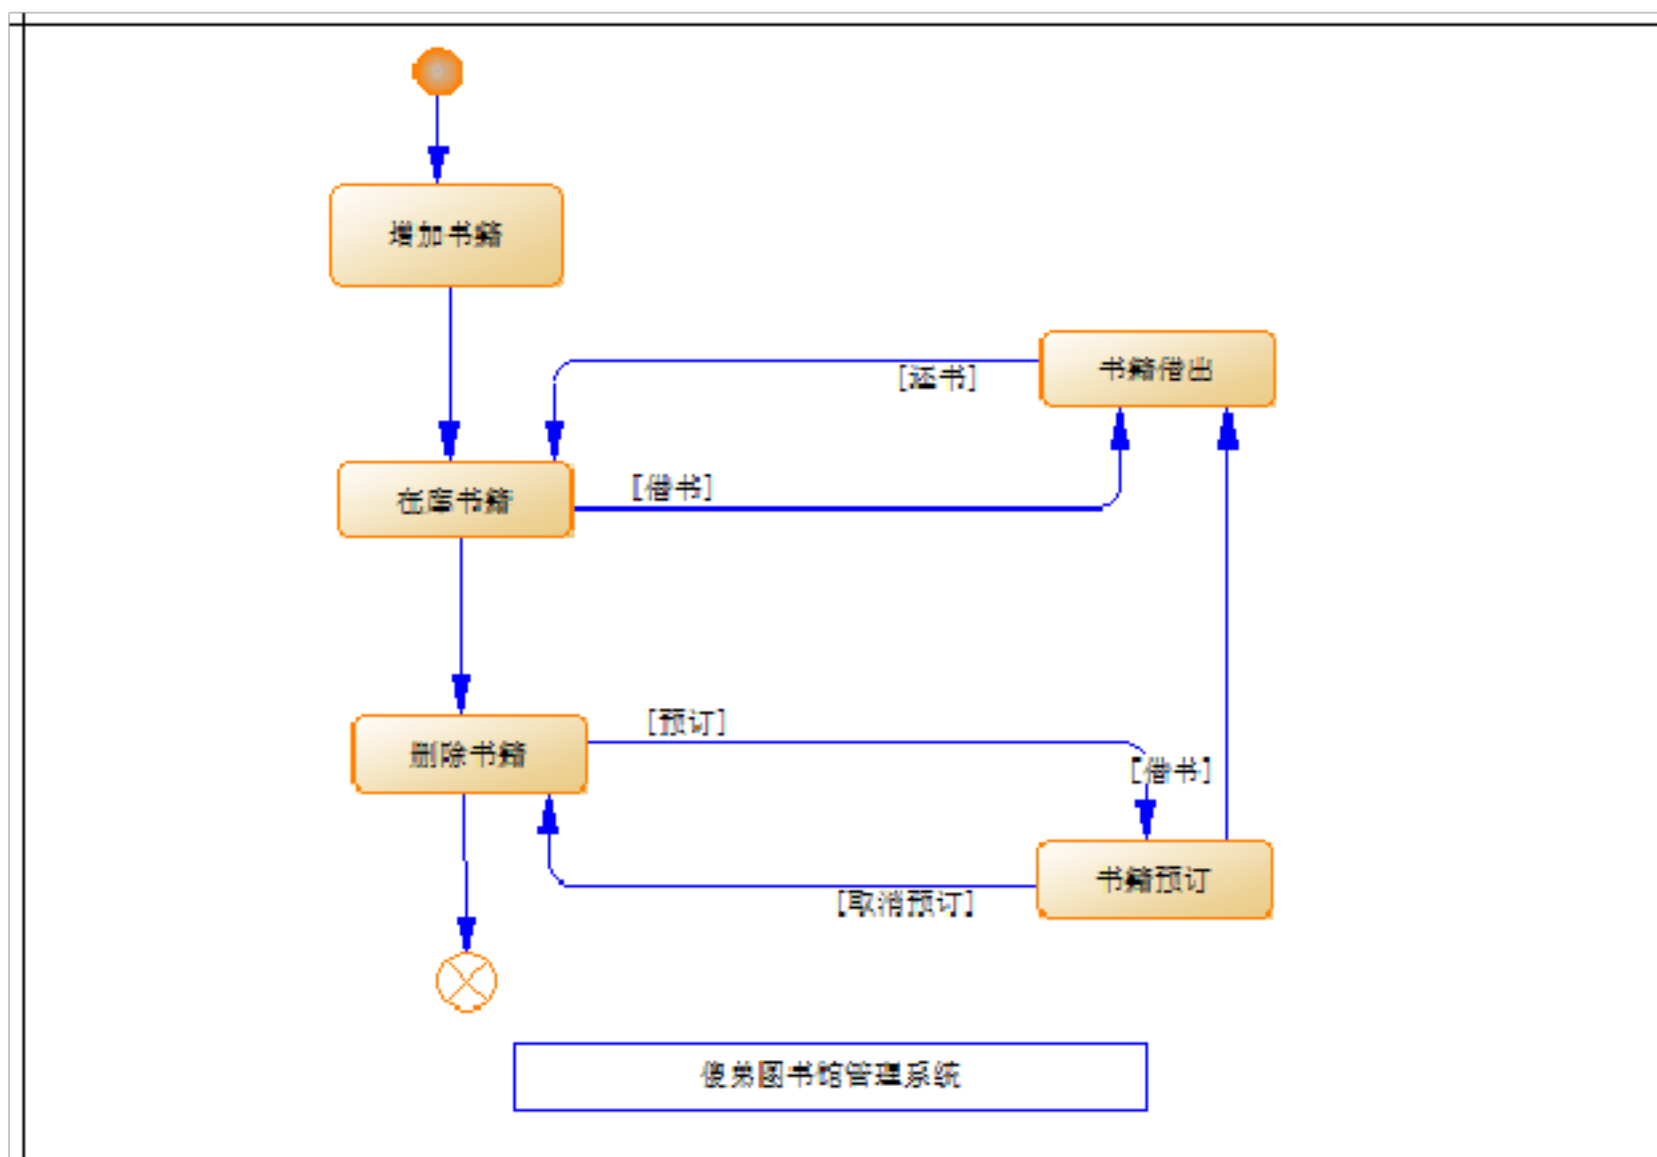 增加书籍
书籍借出
[还书]
在库书籍
[借书]
删除书籍
[预订]
[借书]
书籍预订
[取消预订]
傻弟图书馆管理系统